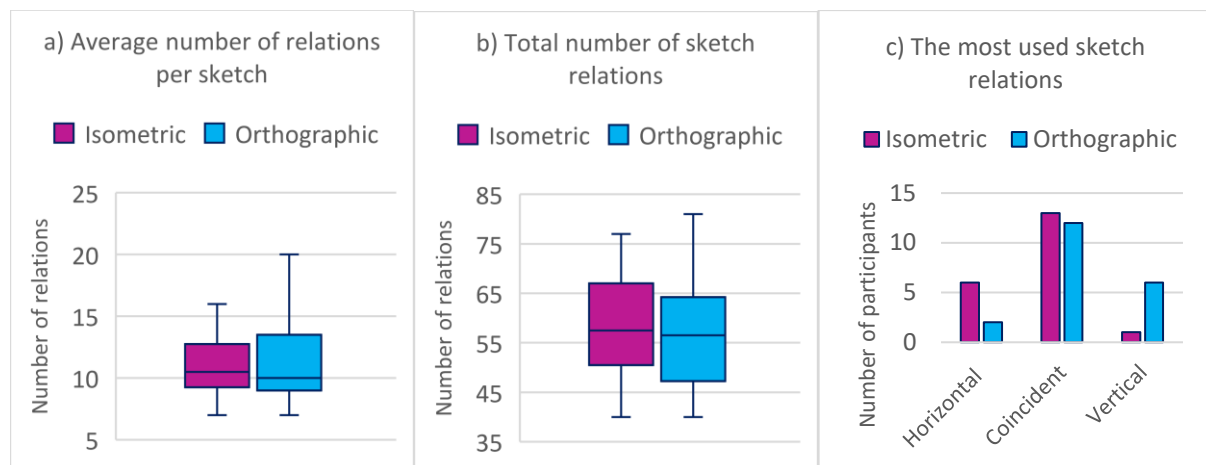 a) Average number of relations
per sketch
Isometric Orthographic
Number of relations
25
20
15
10
5
b) Total number of sketch
relations
Isometric Orthographic
Number of relations
85
75
65
55
45
35
c) The most used sketch
relations
Isometric Orthographic
Number of participants
15
10
5
0
Horizontal
Coincident
Vertical